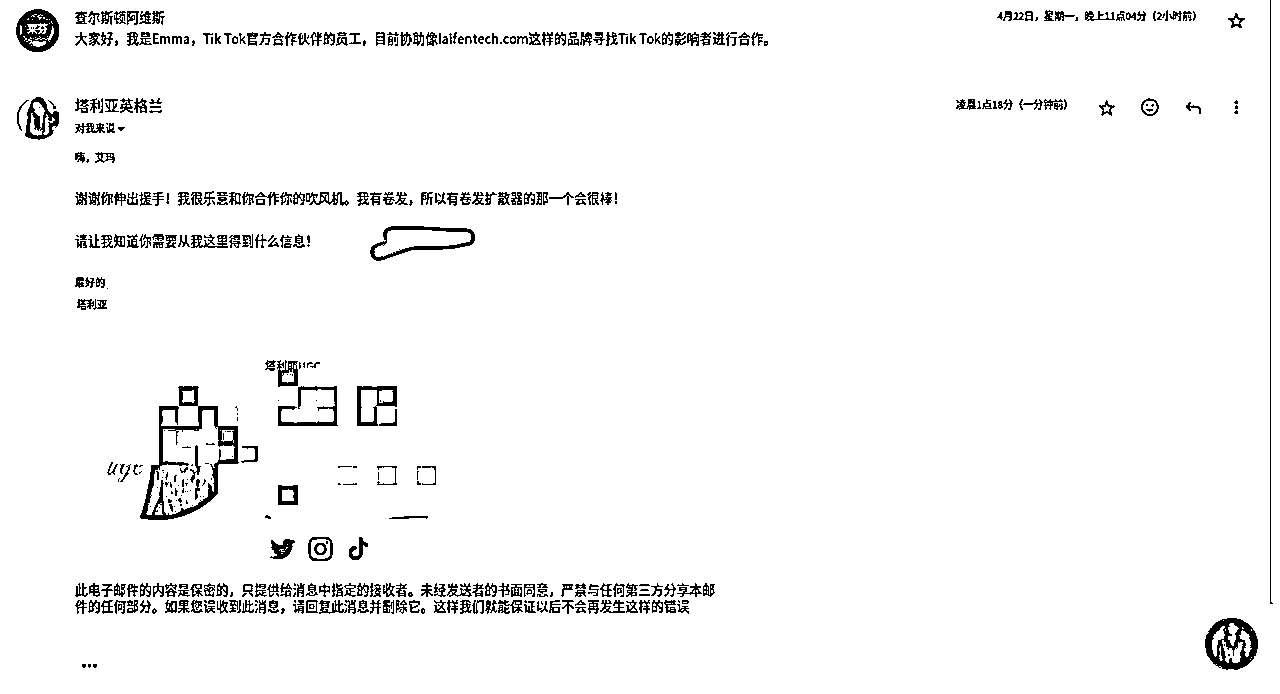 查尔斯顿阿维斯
4月22日，星期一，晚上11点04分（2小时前）
大家好，我是Emma，Tik Tok官方合作伙伴的员工，目前协助像laifentech.com这样的品牌寻找Tik Tok的影响者进行合作。
塔利亚英格兰
凌晨1点18分（一分钟前）
对我来说
嗨，艾玛
谢谢你伸出援手！我很乐意和你合作你的吹风机。我有卷发，所以有卷发扩散器的那一个会很棒！
请让我知道你需要从我这里得到什么信息！
最好的
塔利亚
塔利亚UGC
ugc
此电子邮件的内容是保密的，只提供给消息中指定的接收者。未经发送者的书面同意，严禁与任何第三方分享本邮
件的任何部分。如果您误收到此消息，请回复此消息并删除它。这样我们就能保证以后不会再发生这样的错误